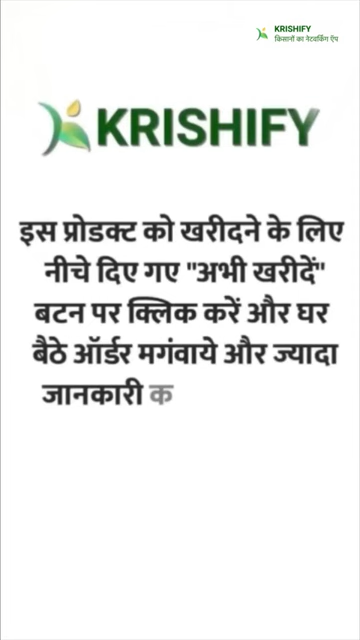 KRISHIFY
किसानों का नेटवर्किंग ऍप
KRISHIFY
इस प्रोडक्ट को खरीदने के लिए
नीचे दिए गए "अभी खरीदें"
बटन पर क्लिक करें और घर
बैठे ऑर्डर मगंवाये और ज्यादा
जानकारी क